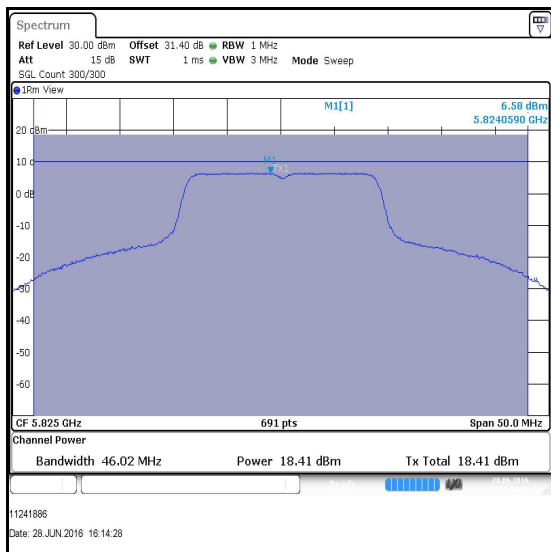 Spectrum
Ref Level 30.00 dBm Offset 31.40 dB RBW 1 MHz
Att 15 dB SWT 1 ms VBW 3 MHz Mode Sweep
SGL Count 300/300
1Rm View
M1[1] 6.58 dBm
5.8240590 GHz
20 dBm
M1
TX1
10 d
0 dB
-10
-20
-30
-40
-50
-60
CF 5.825 GHz 691 pts Span 50.0 MHz
Channel Power
Bandwidth 46.02 MHz Power 18.41 dBm Tx Total 18.41 dBm
Ready 28.06.2016
11241886
Date: 28.JUN.2016 16:14:28